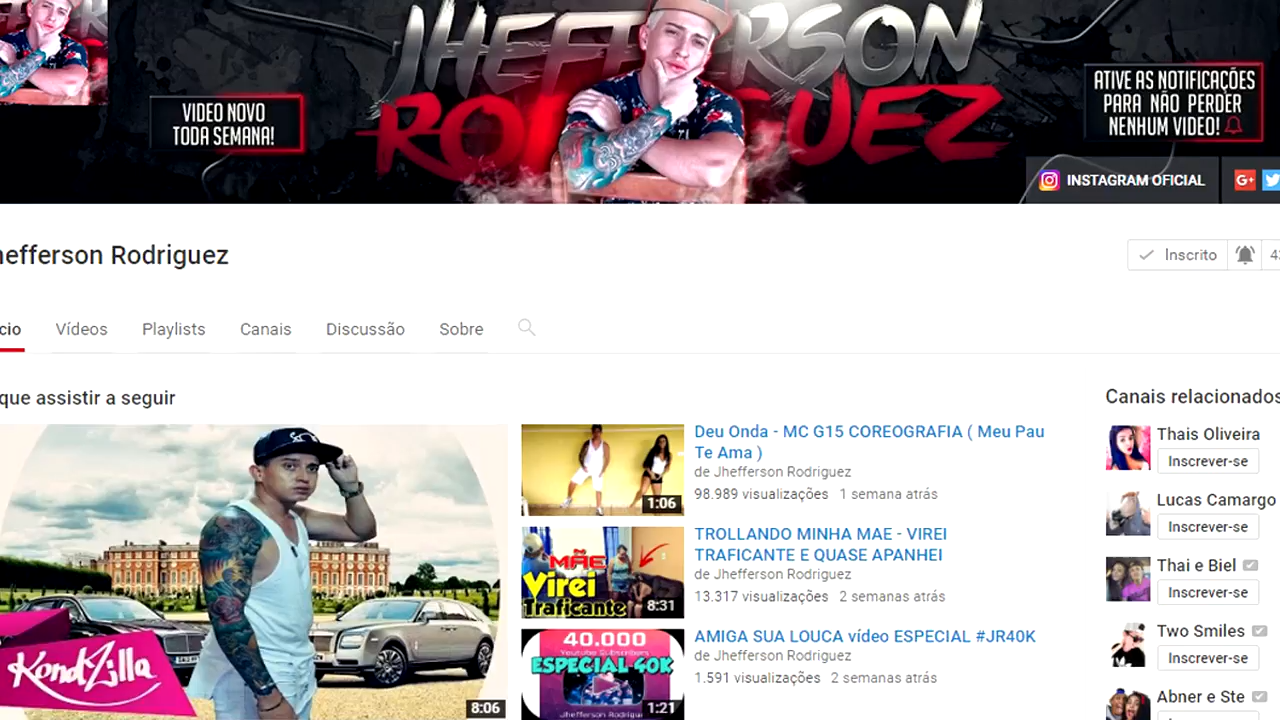 JHEFFERSON
RODRIGUEZ
VIDEO NOVO
TODA SEMANA!
ATIVE AS NOTIFICAÇÕES
PARA NÃO PERDER
NENHUM VIDEO!
INSTAGRAM OFICIAL
G+
hefferson Rodriguez
Inscrito
cio Vídeos Playlists Canais Discussão Sobre
que assistir a seguir
KondZilla
8:06
1:06
Deu Onda - MC G15 COREOGRAFIA ( Meu Pau
Te Ama )
de Jhefferson Rodriguez
98.989 visualizações 1 semana atrás
MÃE
Virei
Traficante
8:31
TROLLANDO MINHA MAE - VIREI
TRAFICANTE E QUASE APANHEI
de Jhefferson Rodriguez
13.317 visualizações 2 semanas atrás
40.000
Youtube Subscribers
ESPECIAL 40K
Jhefferson Rodriguez
1:21
AMIGA SUA LOUCA vídeo ESPECIAL #JR40K
de Jhefferson Rodriguez
1.591 visualizações 2 semanas atrás
Canais relacionados
Thais Oliveira
Inscrever-se
Lucas Camargo
Inscrever-se
Thai e Biel
Inscrever-se
Two Smiles
Inscrever-se
Abner e Ste